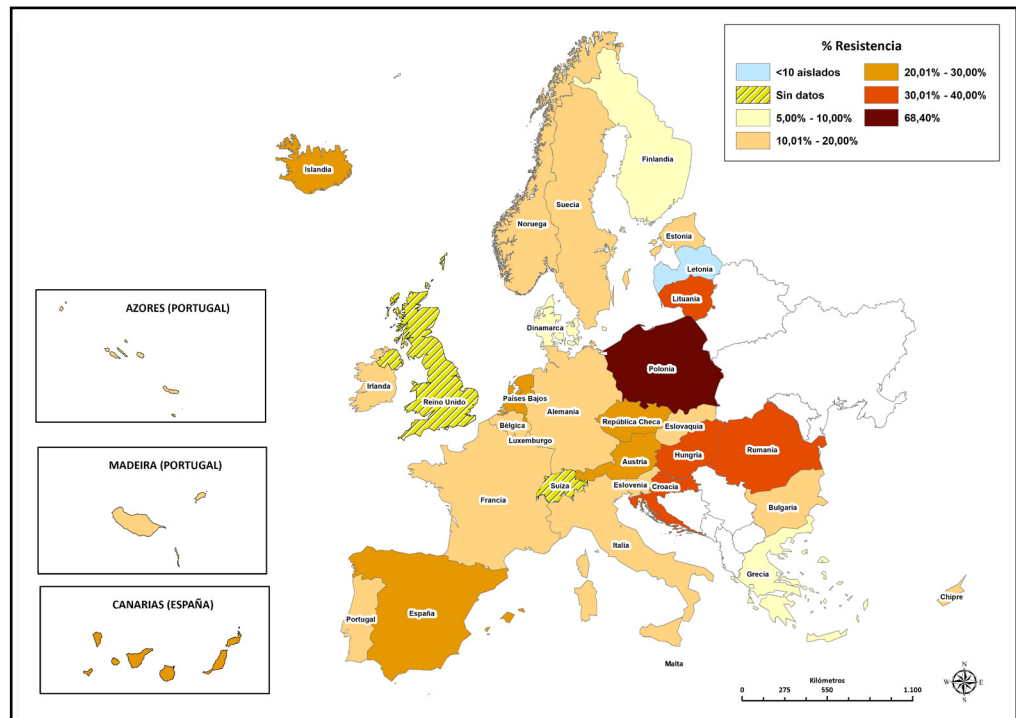 % Resistencia
<10 aislados
20,01% - 30,00%
Sin datos
30,01% - 40,00%
5,00% - 10,00%
68,40%
10,01% - 20,00%
Islandia
Finlandia
Suecia
Noruega
Estonia
Letonia
Lituania
AZORES (PORTUGAL)
Dinamarca
Polonia
Irlanda
Reino Unido
Países Bajos
Alemania
Bélgica
República Checa
Eslovaquia
Luxemburgo
Austria
Hungría
Rumanía
MADEIRA (PORTUGAL)
Suiza
Eslovenia
Croacia
Francia
Bulgaria
Italia
Grecia
CANARIAS (ESPAÑA)
Chipre
España
Portugal
Malta
Kilómetros
0 275 550 1.100
N
W E
S